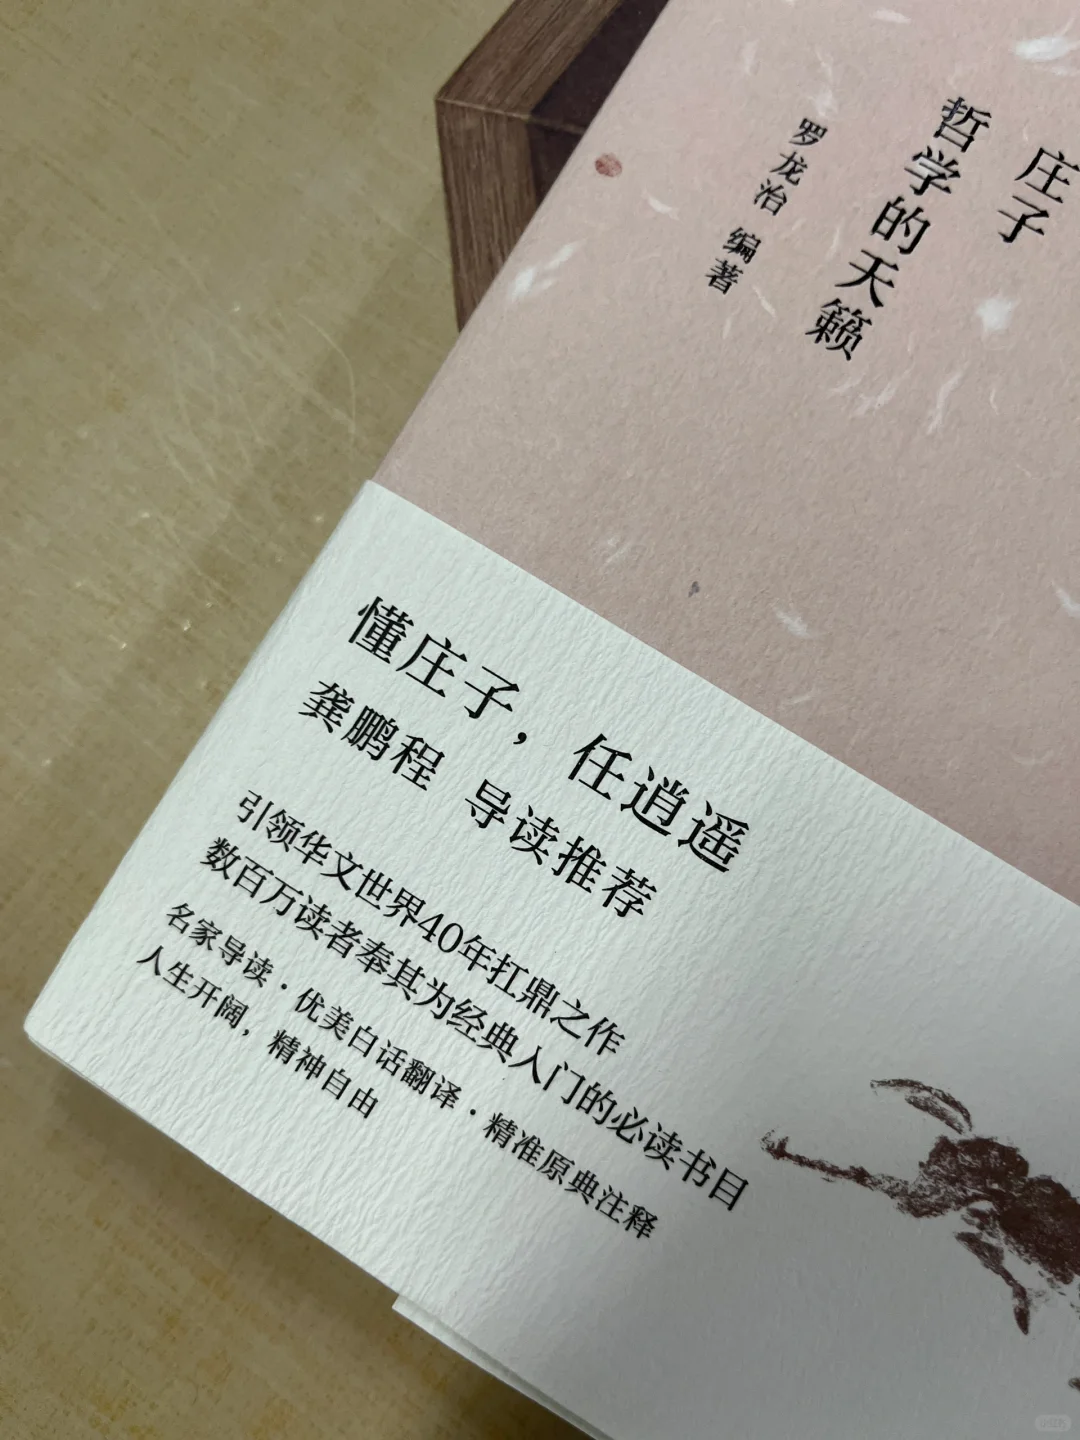 庄子
哲学的天籁
罗龙治 编著
懂庄子，任逍遥
龚鹏程 导读推荐
引领华文世界40年扛鼎之作
数百万读者奉其为经典入门的必读书目
名家导读·优美白话翻译·精准原典注释
人生开阔，精神自由